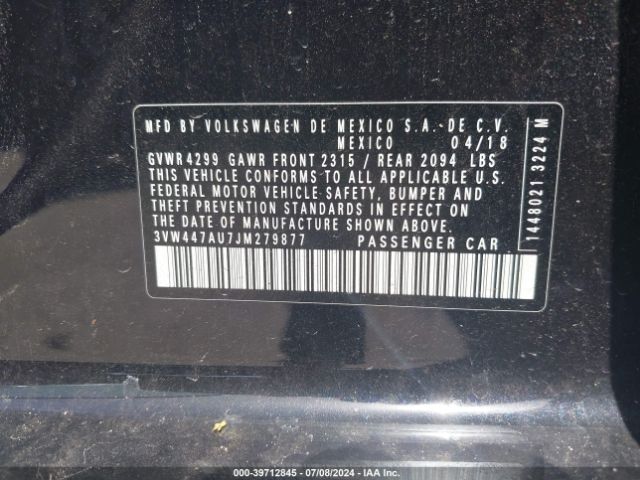 MFD BY VOLKSWAGEN DE MEXICO S.A. DE C.V.
MEXICO 04/18
GVWR 4299 GAWR FRONT 2315 / REAR 2094 LBS
THIS VEHICLE CONFORMS TO ALL APPLICABLE U.S.
FEDERAL MOTOR VEHICLE SAFETY, BUMPER AND
THEFT PREVENTION STANDARDS IN EFFECT ON
THE DATE OF MANUFACTURE SHOWN ABOVE.
3VW447AU7JM279877 PASSENGER CAR
1448021 3224 M
000-39712845 - 07/08/2024 - IAA Inc.